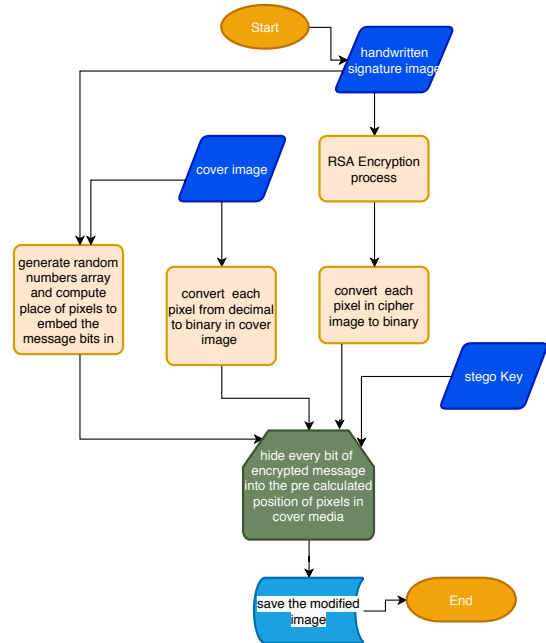 Start
handwritten
signature image
RSA Encryption
process
cover image
generate random
numbers array
and compute
place of pixels to
embed the
message bits in
convert each
pixel from decimal
to binary in cover
image
convert each
pixel in cipher
image to binary
stego Key
hide every bit of
encrypted message
into the pre calculated
position of pixels in
cover media
save the modified
image
End